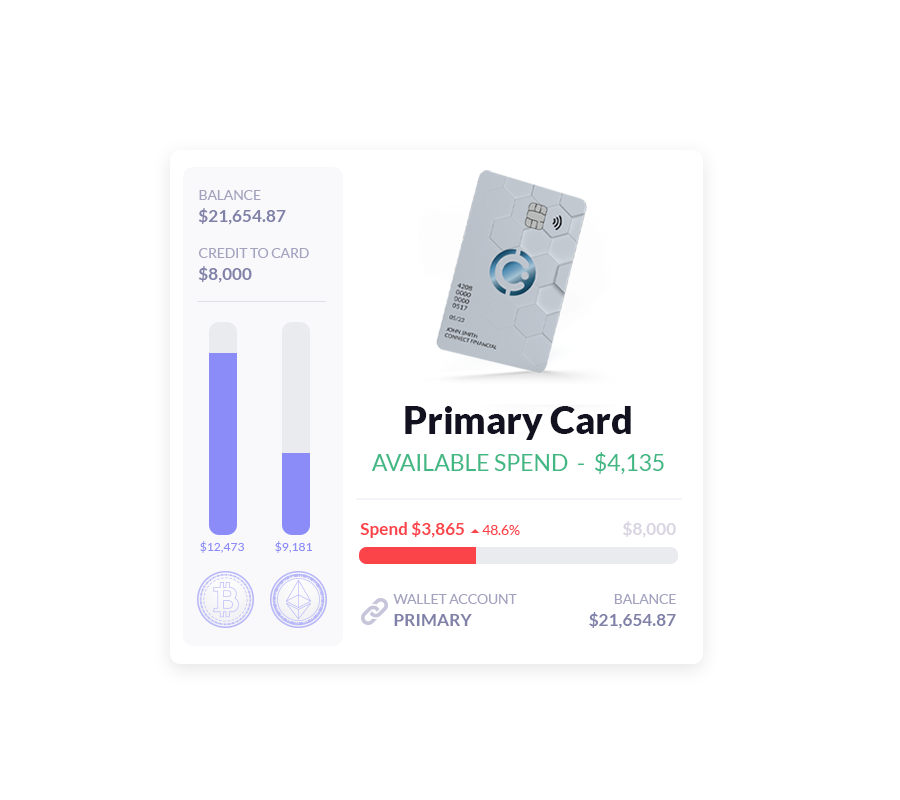 BALANCE
$21,654.87
CREDIT TO CARD
$8,000
$12,473
$9,181
4208
0000
0000
0517
05/22
JOHN SMITH
CONNECT FINANCIAL
Primary Card
AVAILABLE SPEND - $4,135
Spend $3,865 48.6%
$8,000
WALLET ACCOUNT
PRIMARY
BALANCE
$21,654.87